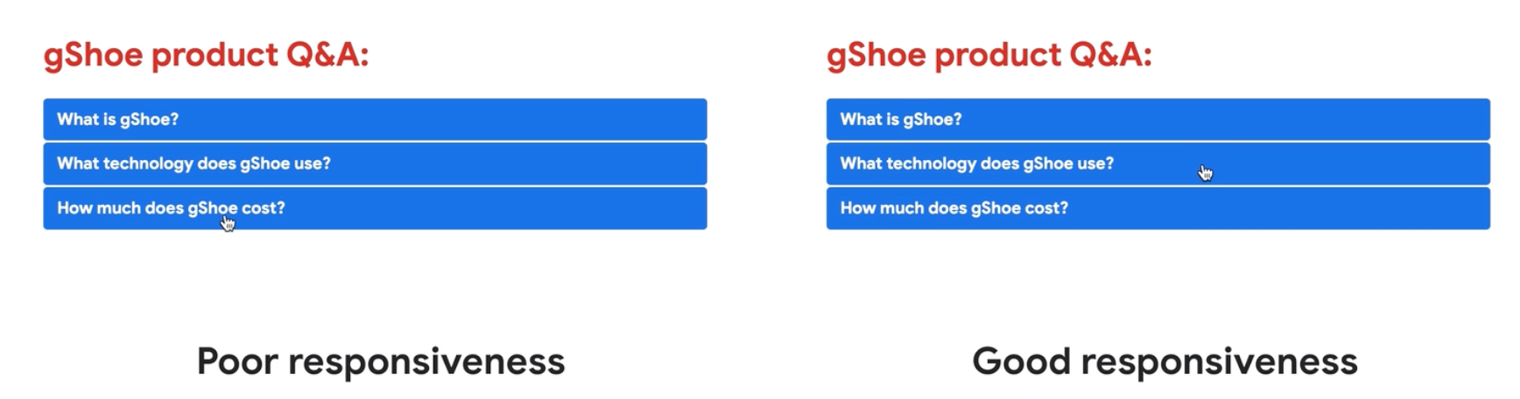 gShoe product Q&A:
What is gShoe?
What technology does gShoe use?
How much does gShoe cost?
Poor responsiveness
gShoe product Q&A:
What is gShoe?
What technology does gShoe use?
How much does gShoe cost?
Good responsiveness